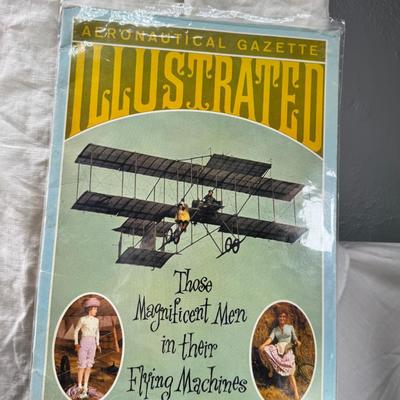 AERONAUTICAL GAZETTE
ILLUSTRATED
Those
Magnificent Men
in their
Flying Machines